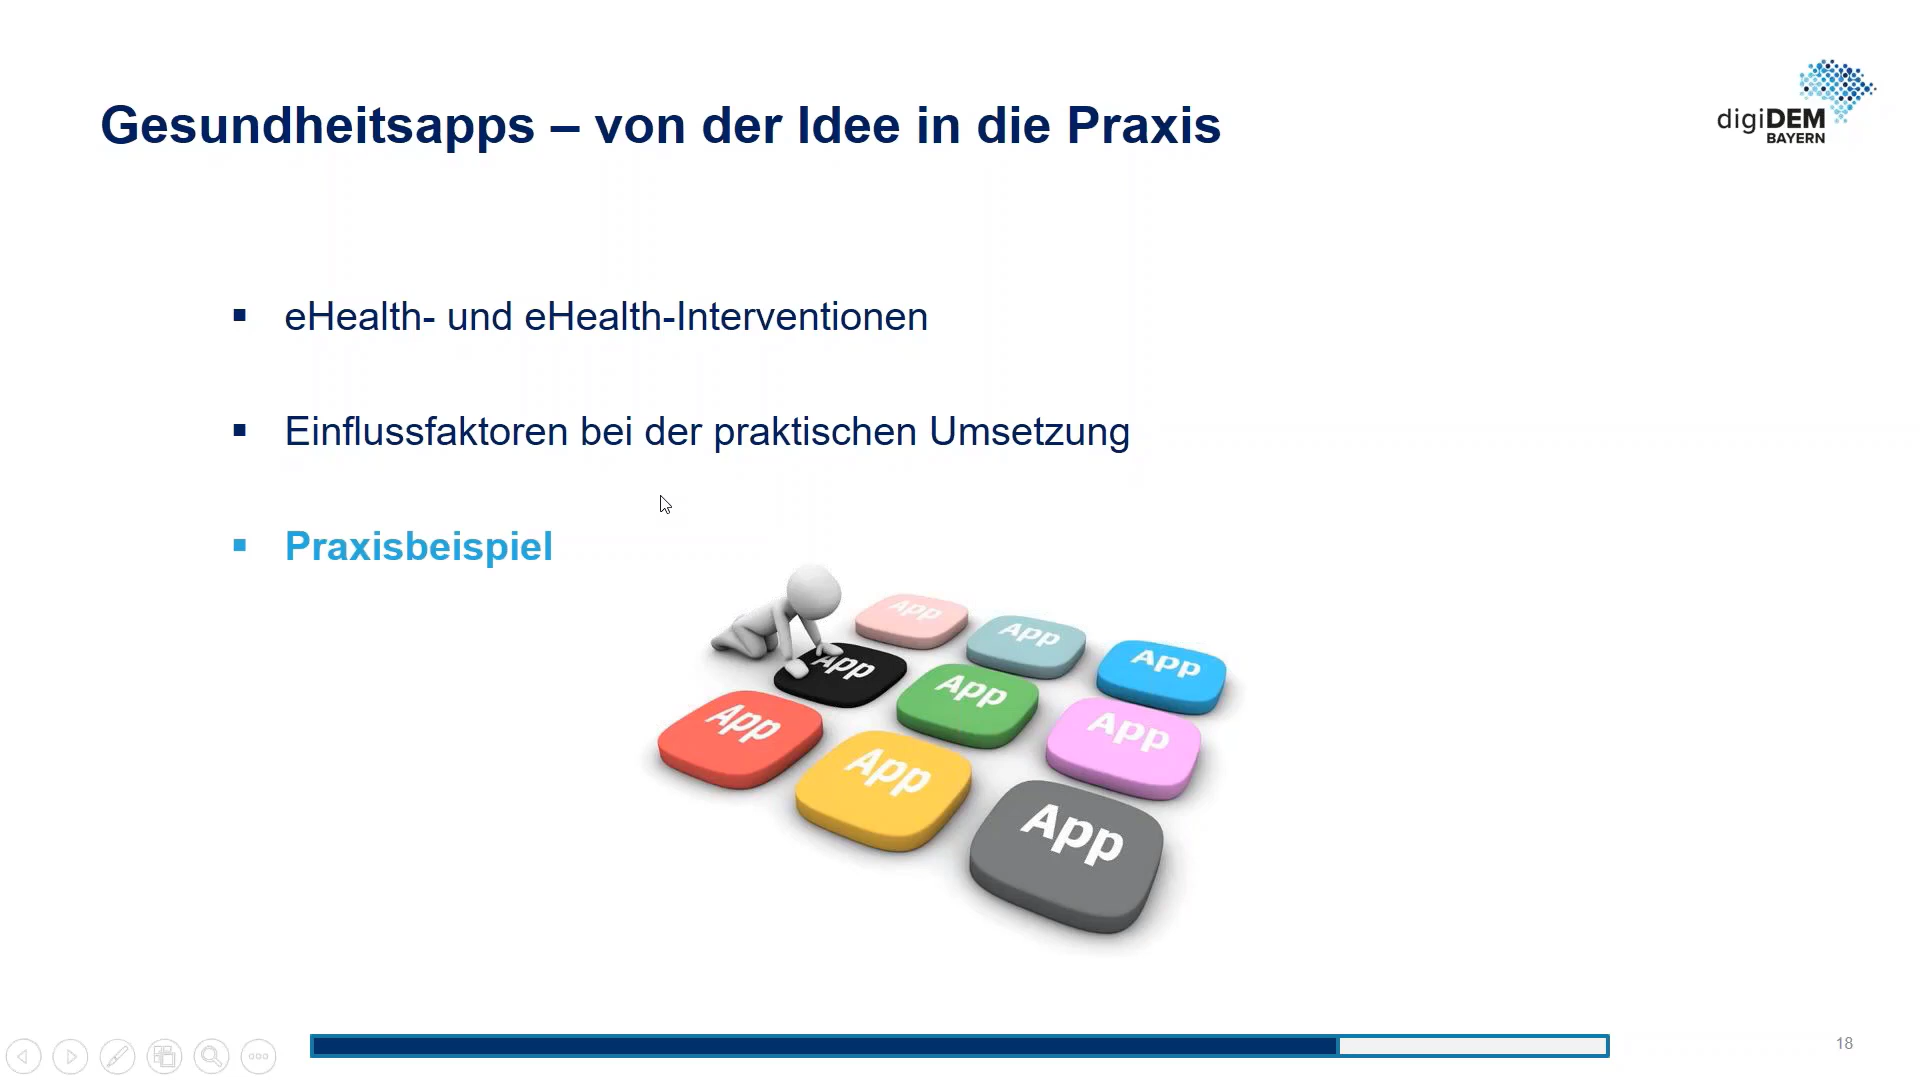 Gesundheitsapps – von der Idee in die Praxis
digiDEM
BAYERN
▪ eHealth- und eHealth-Interventionen
▪ Einflussfaktoren bei der praktischen Umsetzung
▪ Praxisbeispiel
App
App
App
App
App
App
App
App
App
18